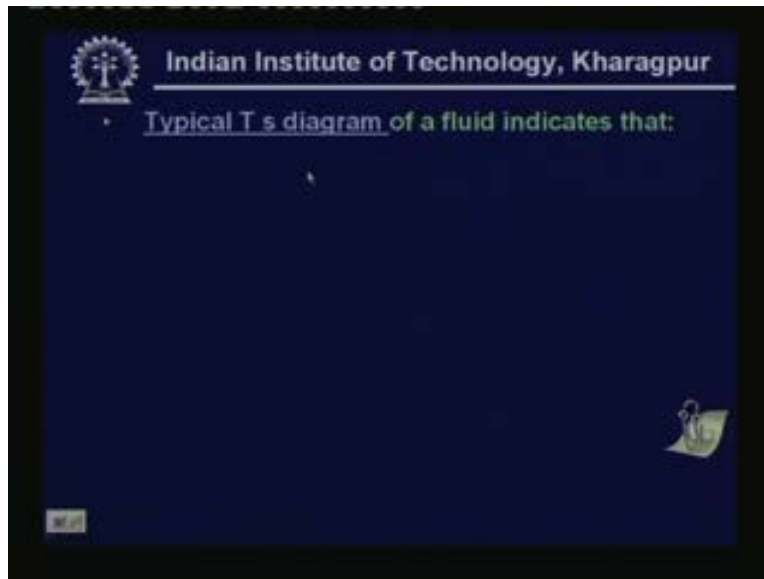 Indian Institute of Technology, Kharagpur
• Typical T s diagram of a fluid indicates that: